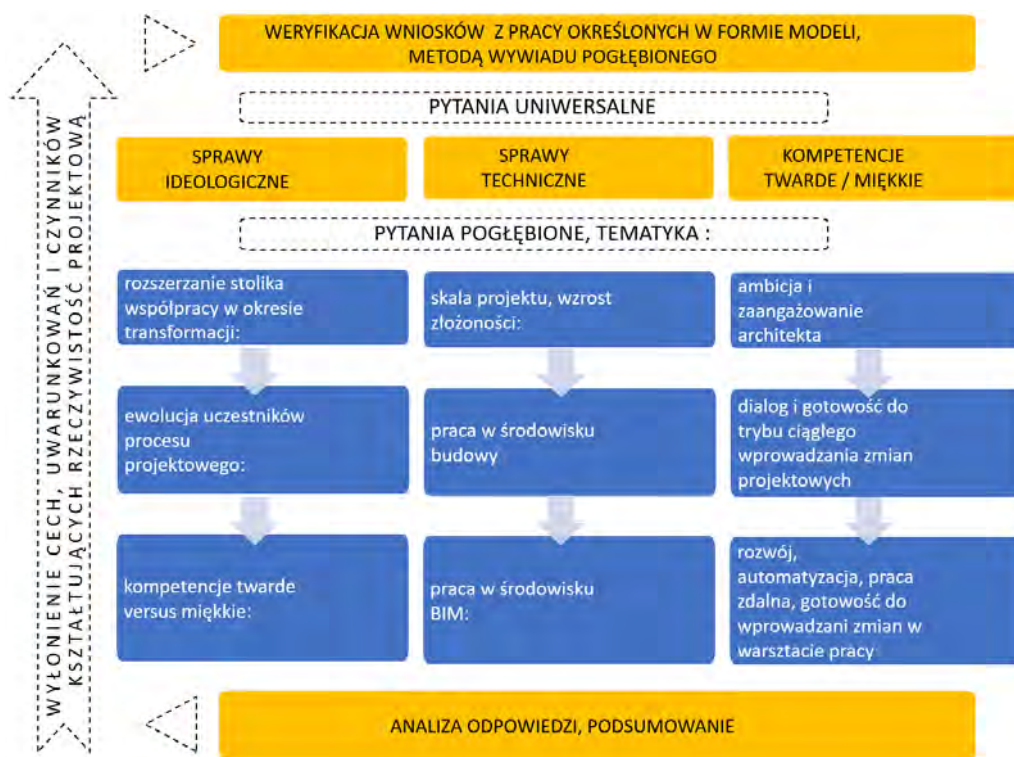 WERYFIKACJA WNIOSKÓW Z PRACY OKREŚLONYCH W FORMIE MODELI,
METODĄ WYWIADU POGŁĘBIONEGO
PYTANIA UNIWERSALNE
SPRAWY
IDEOLOGICZNE
SPRAWY
TECHNICZNE
KOMPETENCJE
TWARDE / MIĘKKIE
PYTANIA POGŁĘBIONE, TEMATYKA :
rozszerzanie stolika
współpracy w okresie
transformacji:
skala projektu, wzrost
złożoności:
ambicja i
zaangażowanie
architekta
ewolucja uczestników
procesu
projektowego:
praca w środowisku
budowy
dialog i gotowość do
trybu ciągłego
wprowadzania zmian
projektowych
kompetencje twarde
versus miękkie:
praca w środowisku
BIM:
rozwój,
automatyzacja, praca
zdalna, gotowość do
wprowadzani zmian w
warsztacie pracy
ANALIZA ODPOWIEDZI, PODSUMOWANIE
WYŁONIENIE CECH, UWARUNKOWAŃ I CZYNNIKÓW
KSZTAŁTUJĄCYCH RZECZYWISTOŚĆ PROJEKTOWĄ